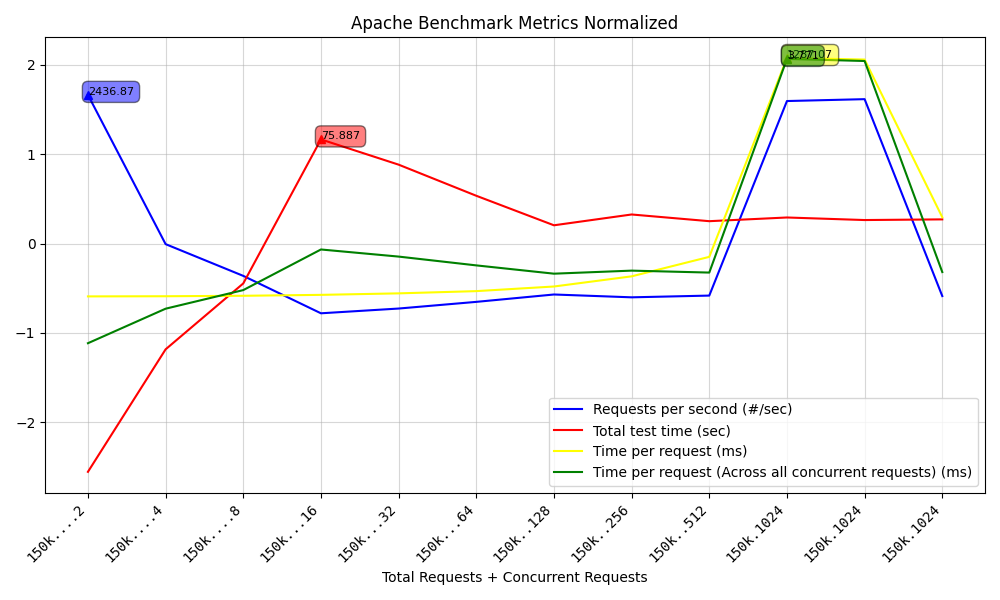 Apache Benchmark Metrics Normalized
2
1
0
−1
−2
2436.87
75.887
Requests per second (#/sec)
Total test time (sec)
Time per request (ms)
Time per request (Across all concurrent requests) (ms)
150k....2
150k....4
150k....8
150k...16
150k...32
150k...64
150k..128
150k..256
150k..512
150k.1024
150k.1024
150k.1024
Total Requests + Concurrent Requests